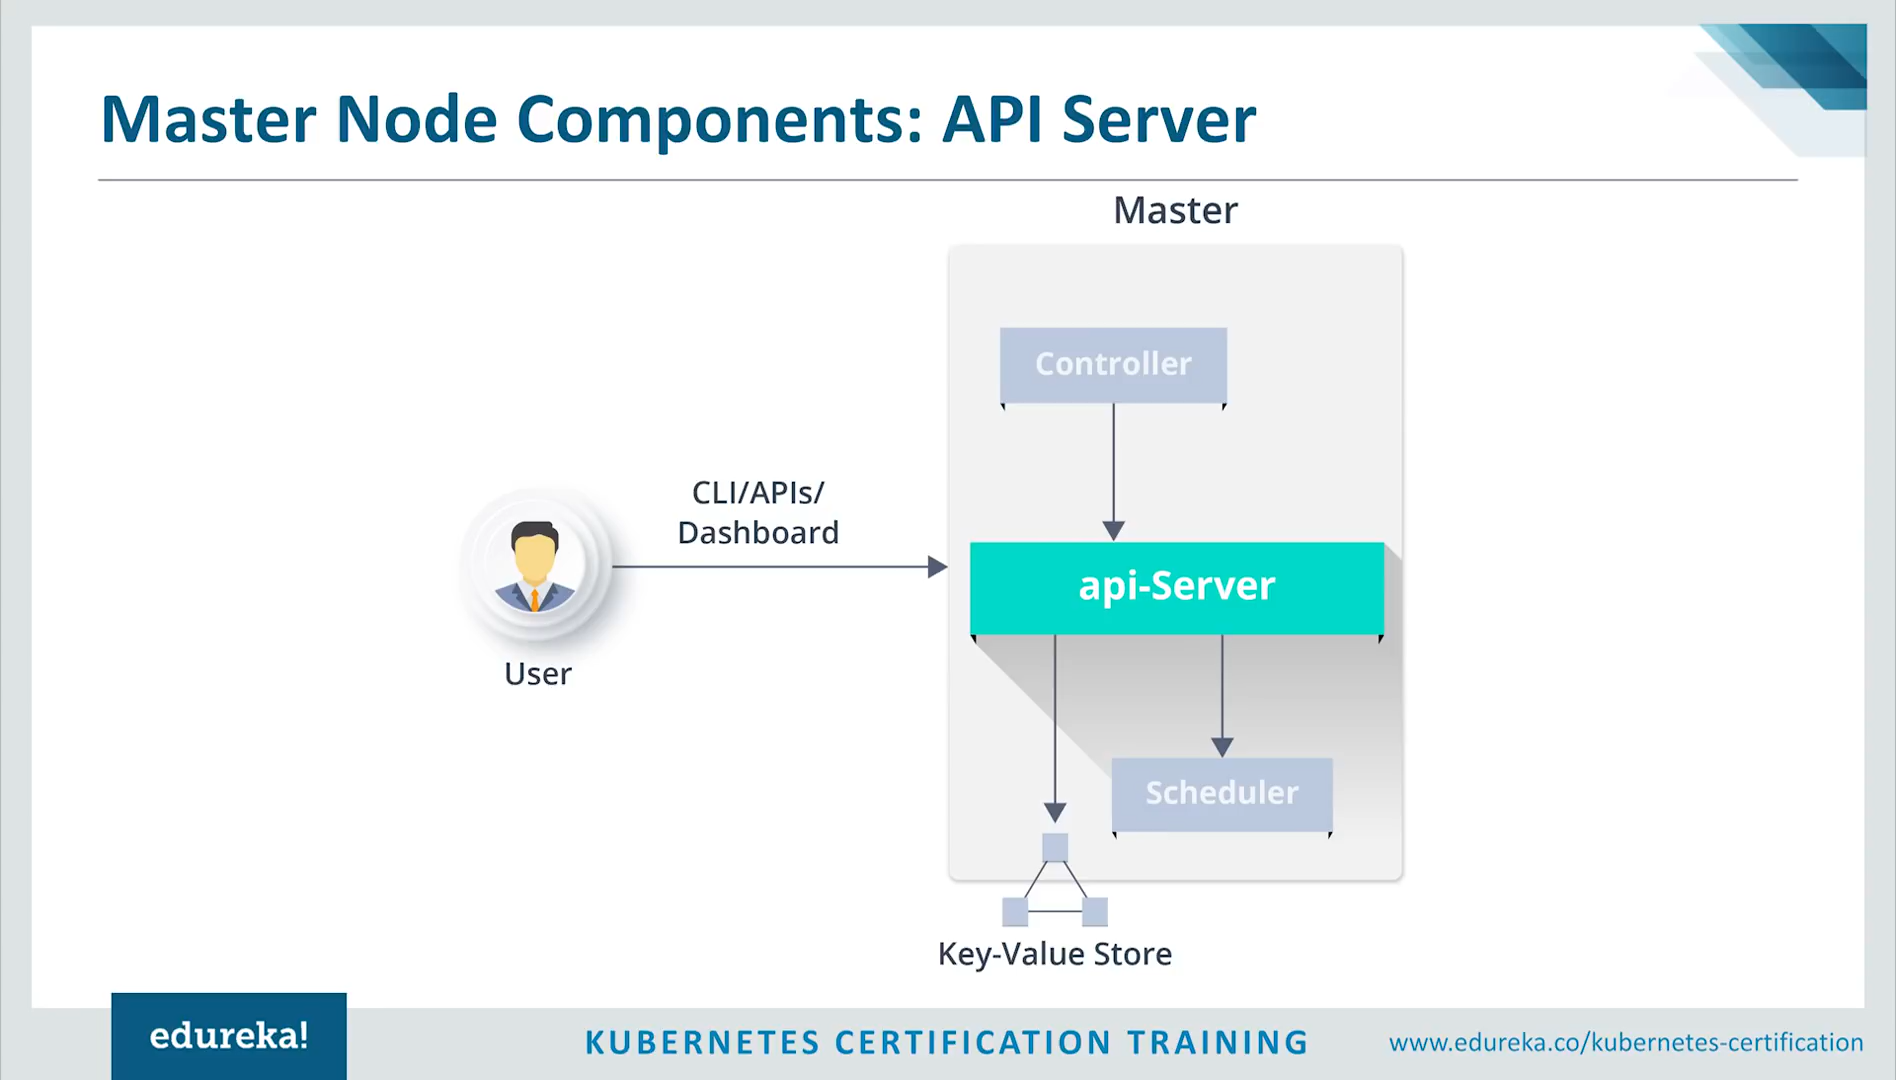 Master Node Components: API Server
Master
Controller
CLI/APIs/
Dashboard
api-Server
User
Scheduler
Key-Value Store
edureka!
KUBERNETES CERTIFICATION TRAINING
www.edureka.co/kubernetes-certification